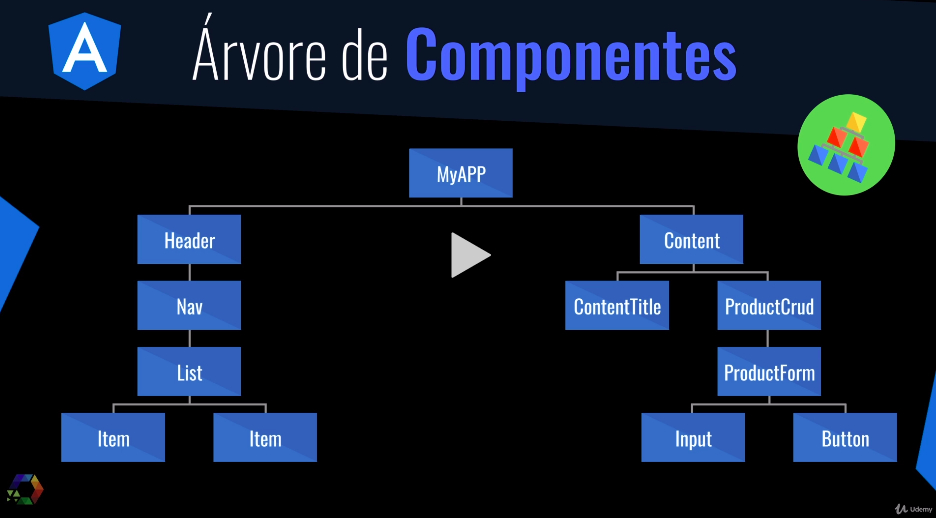 A
Árvore de Componentes
MyAPP
Header
Content
Nav
ContentTitle
ProductCrud
List
ProductForm
Item
Item
Input
Button
Udemy